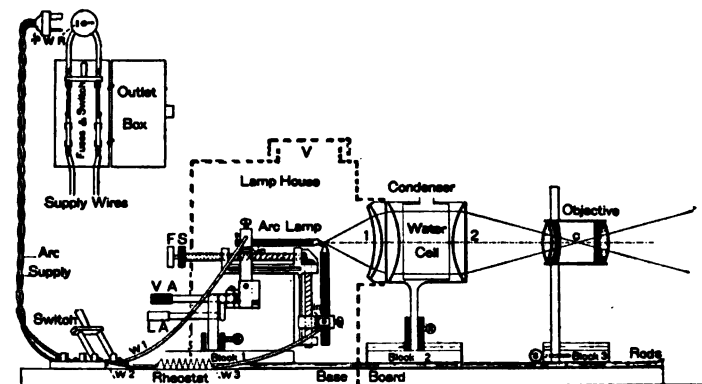 + W R
Outlet
Box
Fuses & Switch
Supply Wires
V
Lamp House
Condenser
Objective
Arc Lamp
F S
1
Water
Cell
2
Arc
Supply
V A
L A
Switch
W 1
W 2
Rheostat
W 3
Block 1
Block 2
Block 3
Rods
Base
Board